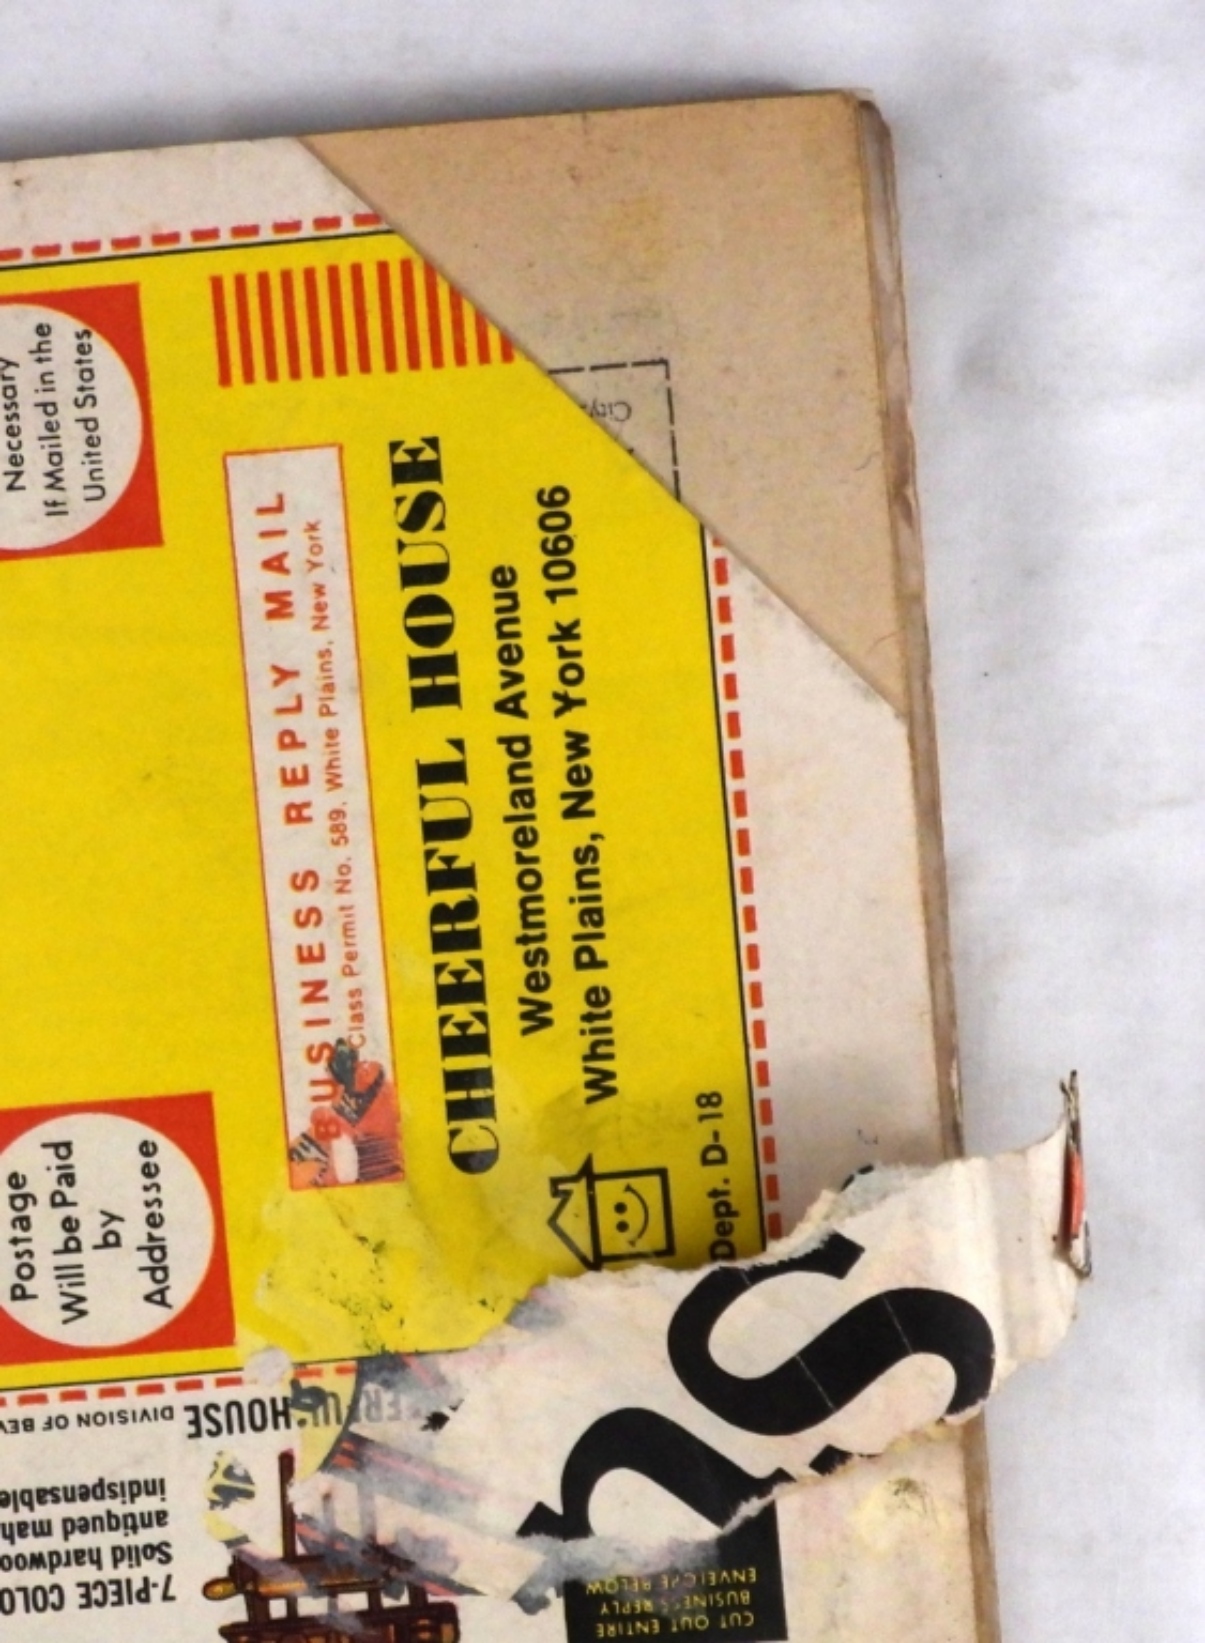 Necessary
If Mailed in the
United States
BUSINESS REPLY MAIL
Class Permit No. 589. White Plains, New York
CHEERFUL HOUSE
Westmoreland Avenue
White Plains, New York 10606
Dept. D-18
Postage
Will be Paid
by
Addressee
City
S
HOUSE DIVISION OF BEV
7-PIECE COLO
Solid hardwoo
antiqued mah
indispensable
CUT OUT ENTIRE
BUSINESS REPLY
ENVELOPE BELOW